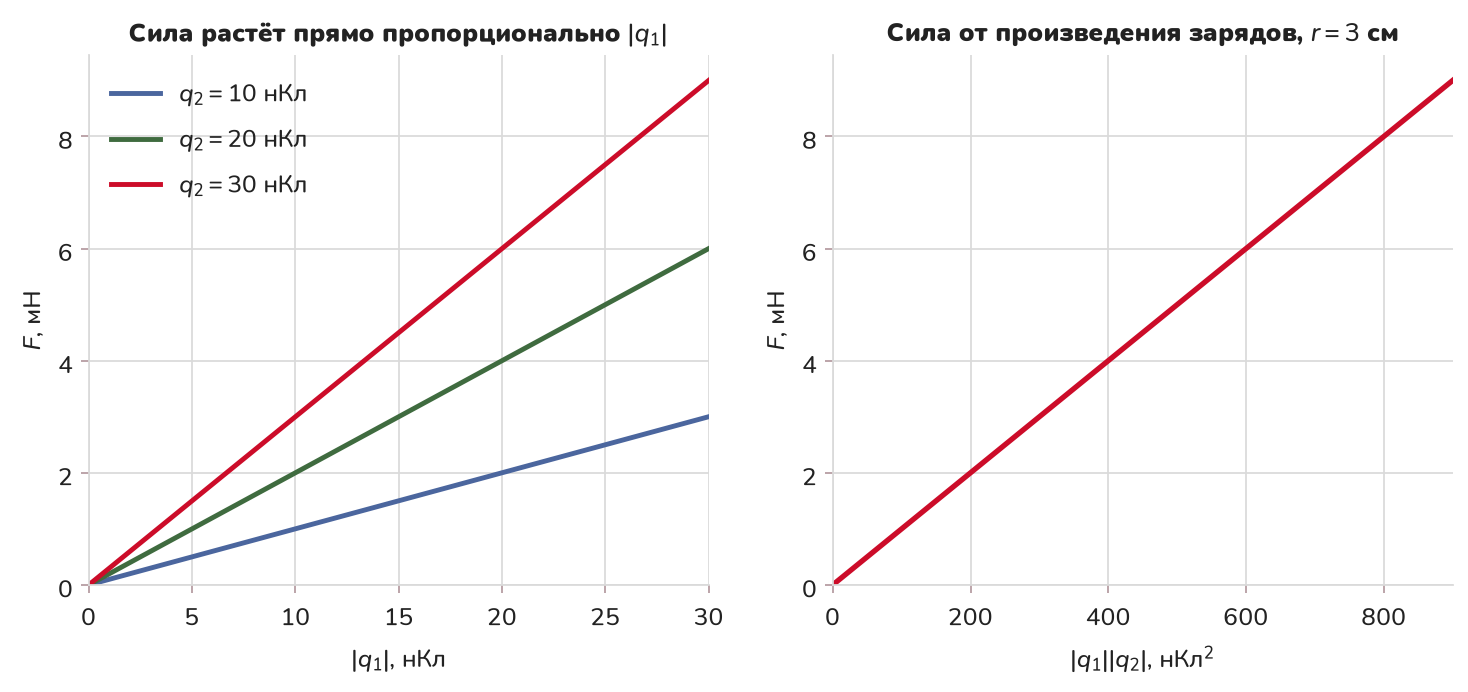 Сила растёт прямо пропорционально |q₁|
q₂ = 10 нКл
q₂ = 20 нКл
q₂ = 30 нКл
8
6
4
2
0
F, мН
0 5 10 15 20 25 30
|q₁|, нКл
Сила от произведения зарядов, r = 3 см
8
6
4
2
0
F, мН
0 200 400 600 800
|q₁||q₂|, нКл²